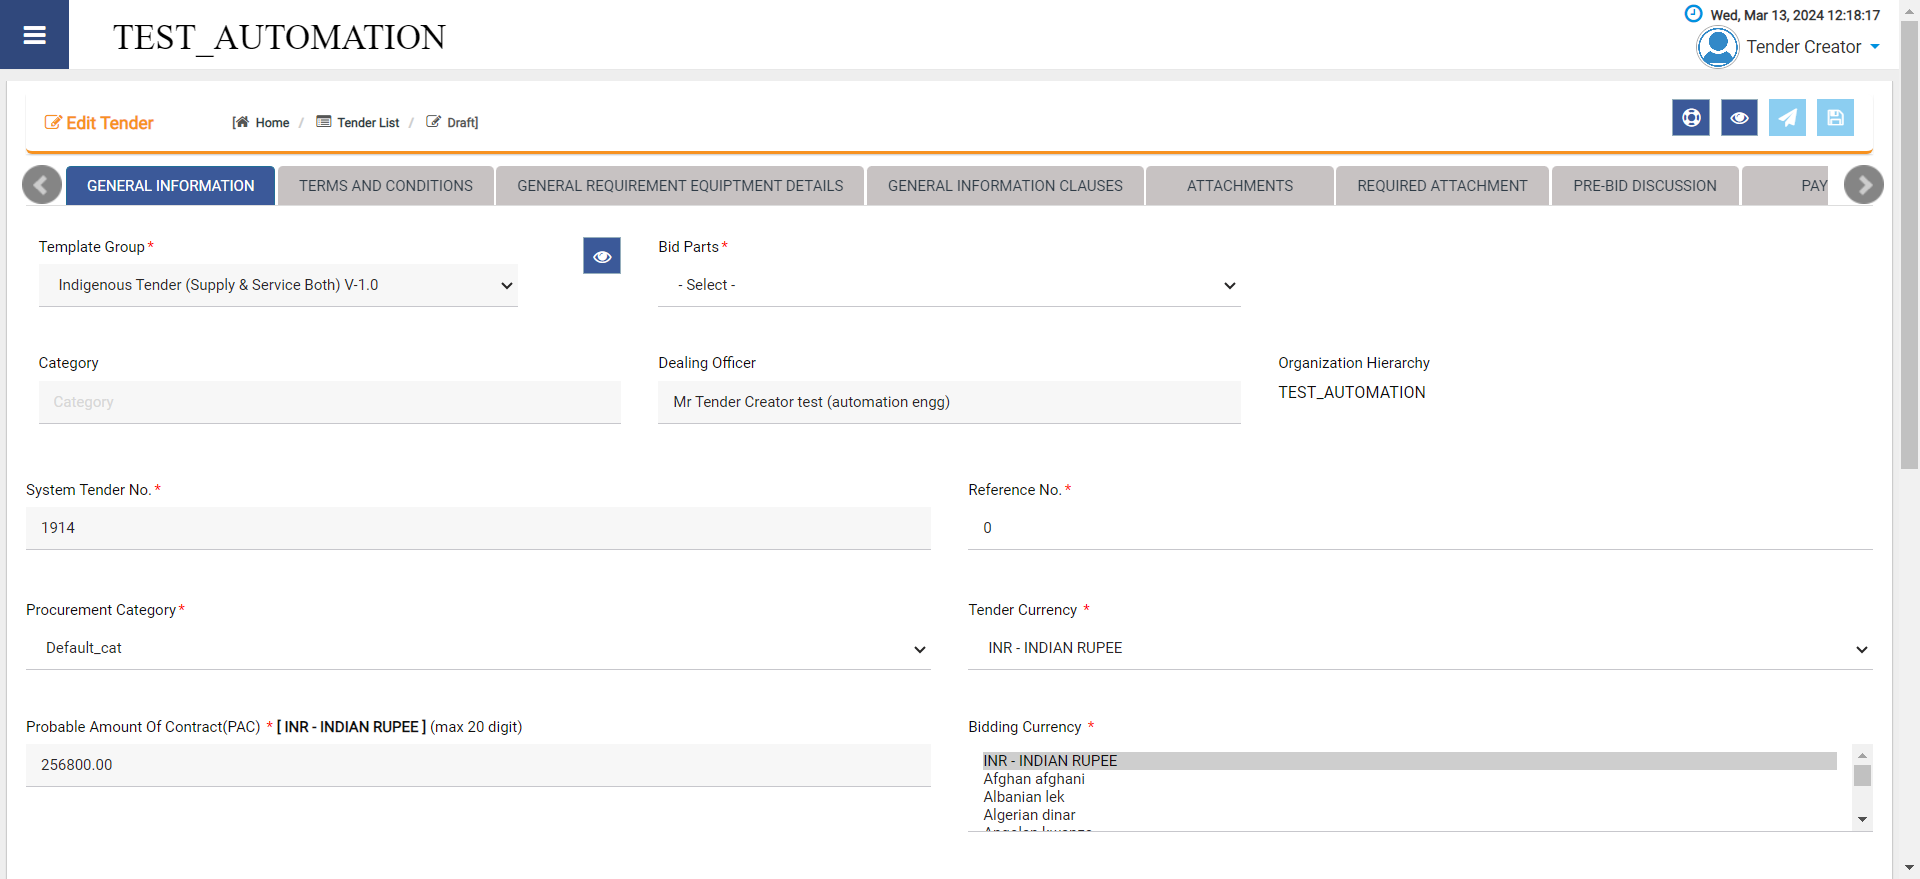 TEST_AUTOMATION
Wed, Mar 13, 2024 12:18:17
Tender Creator
Edit Tender
[ Home / Tender List / Draft]
GENERAL INFORMATION
TERMS AND CONDITIONS
GENERAL REQUIREMENT EQUIPTMENT DETAILS
GENERAL INFORMATION CLAUSES
ATTACHMENTS
REQUIRED ATTACHMENT
PRE-BID DISCUSSION
PAY
Template Group *
Indigenous Tender (Supply & Service Both) V-1.0
Bid Parts *
- Select -
Category
Category
Dealing Officer
Mr Tender Creator test (automation engg)
Organization Hierarchy
TEST_AUTOMATION
System Tender No. *
1914
Reference No. *
0
Procurement Category *
Default_cat
Tender Currency *
INR - INDIAN RUPEE
Probable Amount Of Contract(PAC) * [ INR - INDIAN RUPEE ] (max 20 digit)
256800.00
Bidding Currency *
INR - INDIAN RUPEE
Afghan afghani
Albanian lek
Algerian dinar